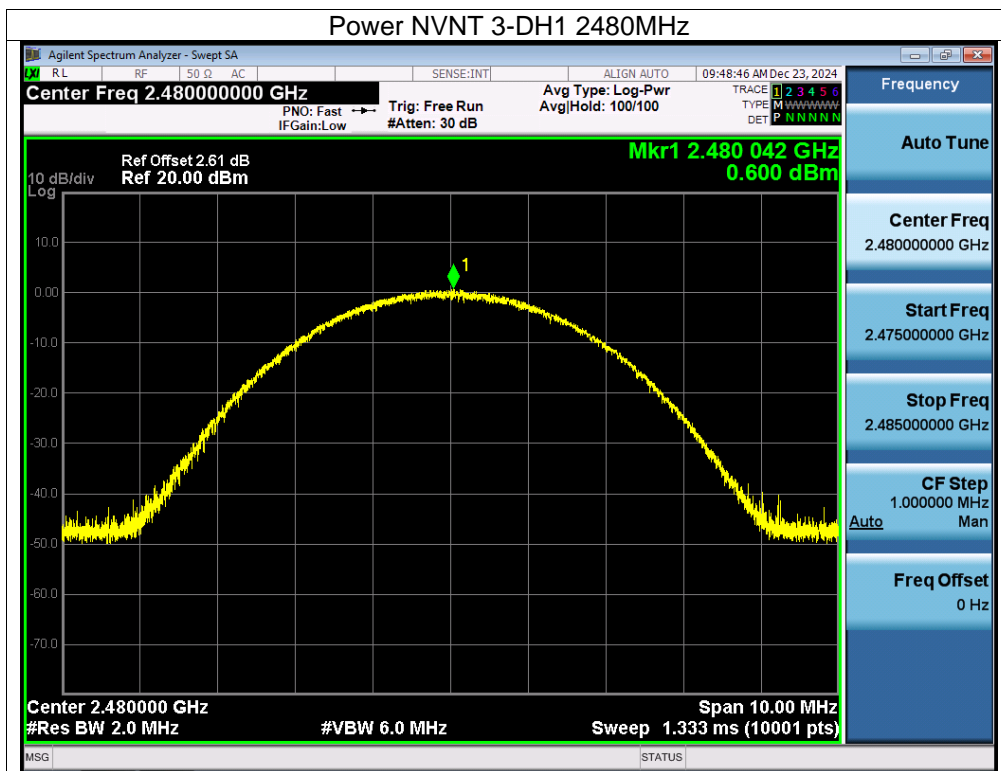 Power NVNT 3-DH1 2480MHz
Agilent Spectrum Analyzer - Swept SA
LXI RL RF 50 Ω AC SENSE:INT ALIGN AUTO 09:48:46 AM Dec 23, 2024
Center Freq 2.480000000 GHz
PNO: Fast
IFGain:Low
Trig: Free Run
#Atten: 30 dB
Avg Type: Log-Pwr
Avg|Hold: 100/100
TRACE 1 2 3 4 5 6
TYPE M WWWWW
DET P N N N N N
Ref Offset 2.61 dB
10 dB/div Ref 20.00 dBm
Log
Mkr1 2.480 042 GHz
0.600 dBm
1
10.0
0.00
-10.0
-20.0
-30.0
-40.0
-50.0
-60.0
-70.0
Center 2.480000 GHz Span 10.00 MHz
#Res BW 2.0 MHz #VBW 6.0 MHz Sweep 1.333 ms (10001 pts)
MSG STATUS
Frequency
Auto Tune
Center Freq
2.480000000 GHz
Start Freq
2.475000000 GHz
Stop Freq
2.485000000 GHz
CF Step
1.000000 MHz
Auto Man
Freq Offset
0 Hz